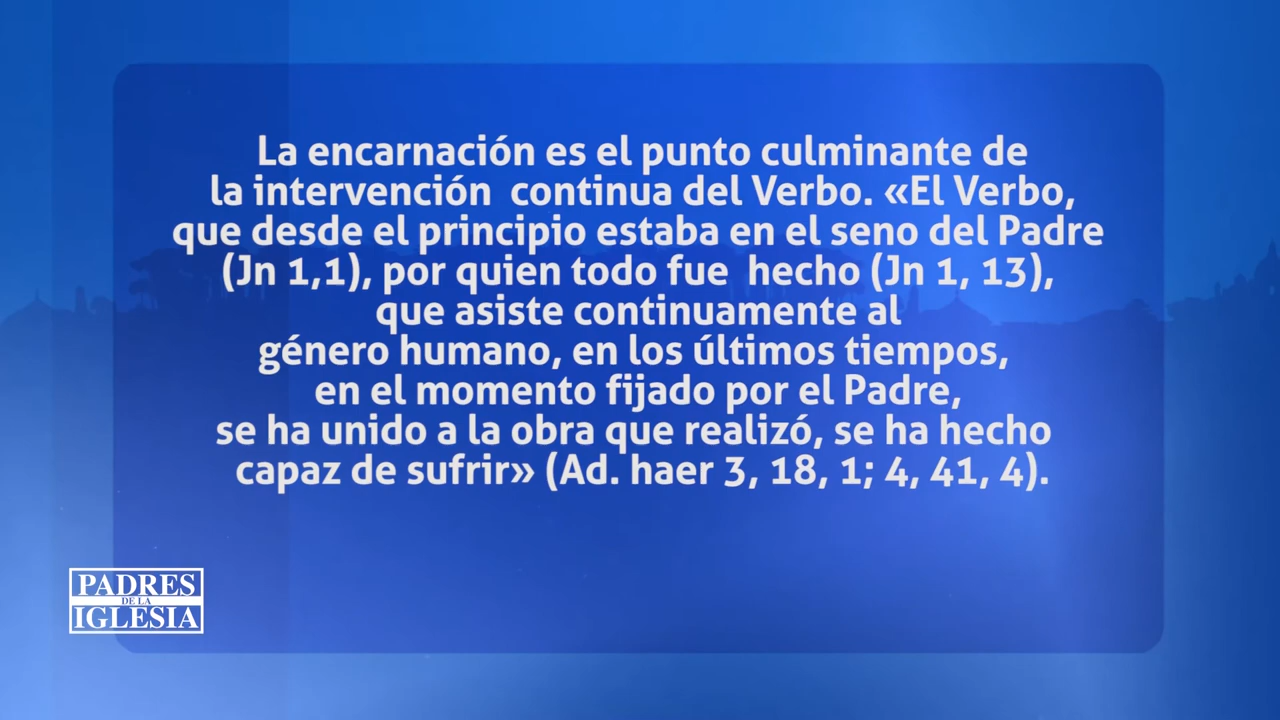 La encarnación es el punto culminante de
la intervención  continua del Verbo. «El Verbo,
que desde el principio estaba en el seno del Padre
(Jn 1,1), por quien todo fue  hecho (Jn 1, 13),
que asiste continuamente al
género humano, en los últimos tiempos,
en el momento fijado por el Padre,
se ha unido a la obra que realizó, se ha hecho
capaz de sufrir» (Ad. haer 3, 18, 1; 4, 41, 4).
PADRES
DE LA
IGLESIA